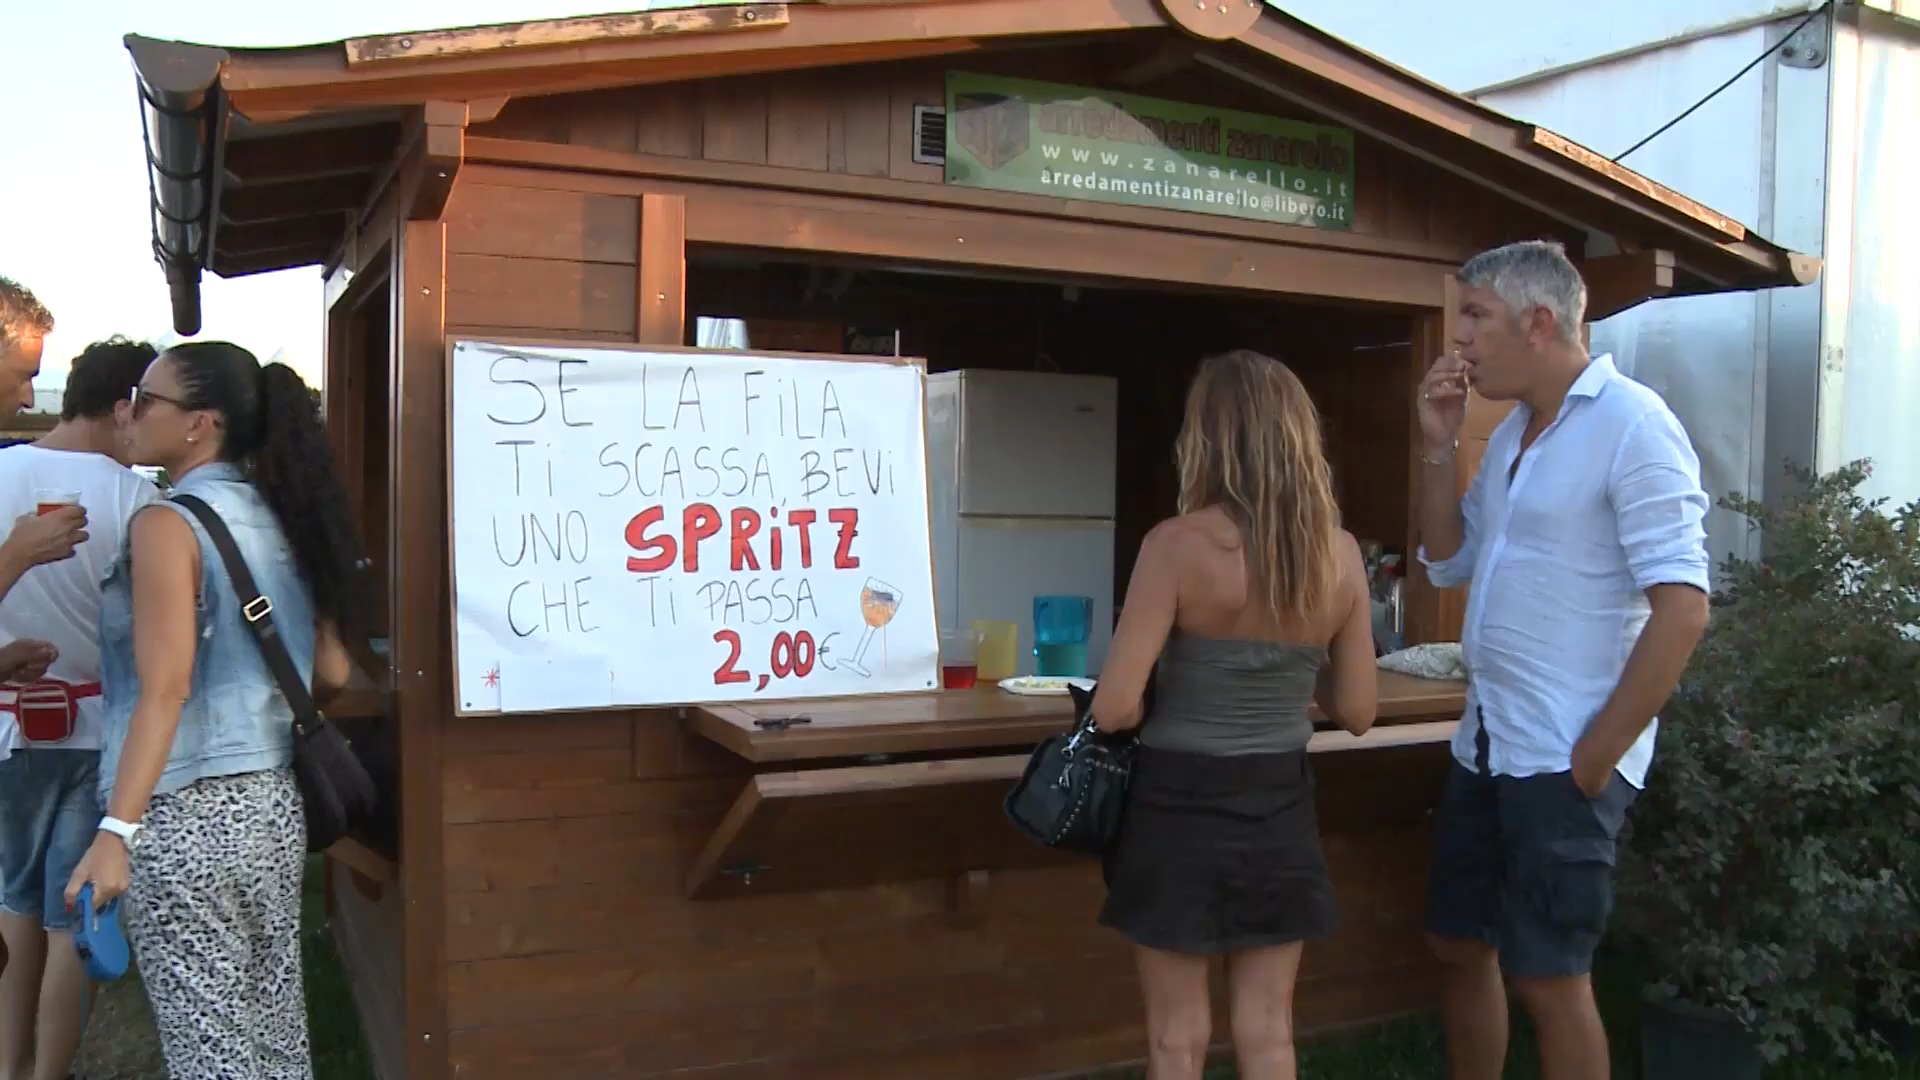 arredamenti zanarello
www.zanarello.it
arredamentizanarello@libero.it
SE LA FiLA
Ti SCASSA, BEVi
UNO SPRiTZ
CHE Ti PASSA
2,00€
*